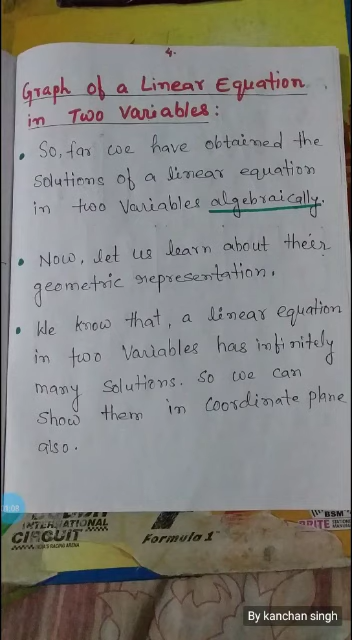 4.
Graph of a Linear Equation
in Two Variables:
• So, far we have obtained the
solutions of a linear equation
in two variables algebraically.
• Now, let us learn about their
geometric representation.
• We know that, a linear equation
in two variables has infinitely
many solutions. So we can
show them in coordinate plane
also.
INTERNATIONAL
CIRCUIT
Formula 1
BSM
By kanchan singh